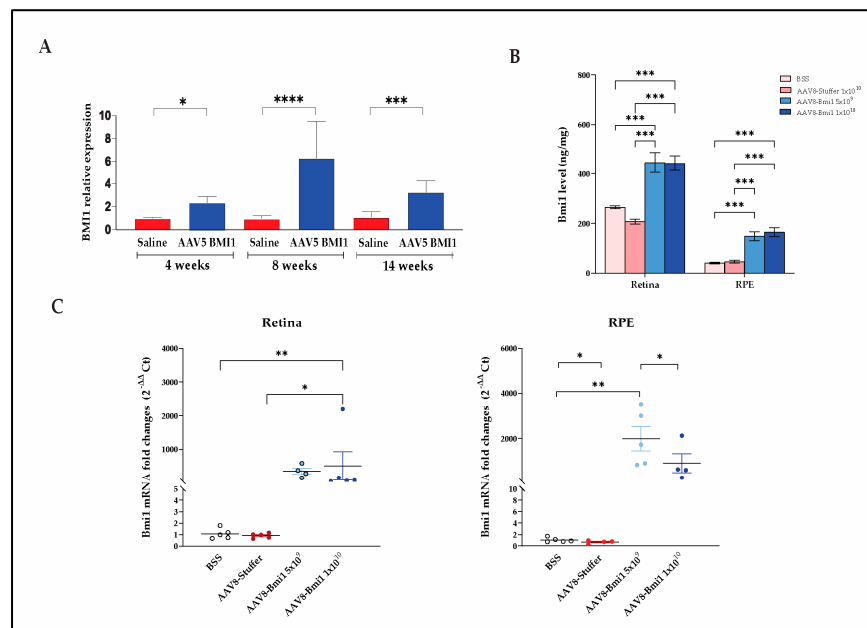 A
BMI1 relative expression
10
8
6
4
2
0
*
****
***
Saline
AAV5 BMI1
Saline
AAV5 BMI1
Saline
AAV5 BMI1
4 weeks
8 weeks
14 weeks
B
Bmi1 level (ng/mg)
800
600
400
200
0
***
***
***
***
***
***
***
***
Retina
RPE
BSS
AAV8-Stuffer 1x10¹⁰
AAV8-Bmi1 5x10⁹
AAV8-Bmi1 1x10¹⁰
C
Retina
Bmi1 mRNA fold changes (2^-ΔΔ Ct)
4000
3000
2000
1000
5
4
3
2
1
0
**
*
BSS
AAV8-Stuffer
AAV8-Bmi1 5x10⁹
AAV8-Bmi1 1x10¹⁰
RPE
Bmi1 mRNA fold changes (2^-ΔΔ Ct)
6000
4000
2000
10
8
6
4
2
0
*
**
*
BSS
AAV8-Stuffer
AAV8-Bmi1 5x10⁹
AAV8-Bmi1 1x10¹⁰